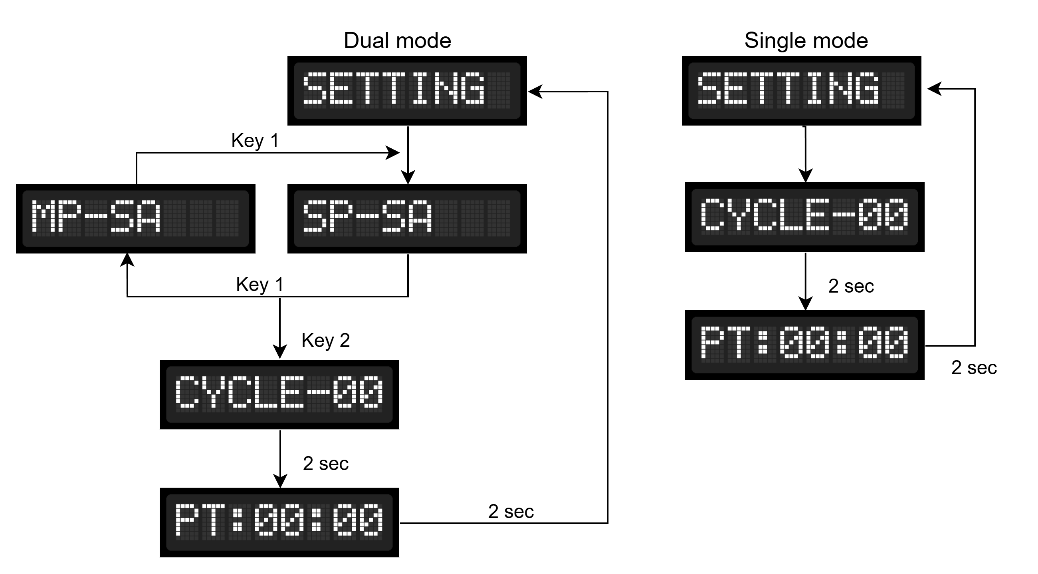 Dual mode
SETTING
Key 1
MP-SA
SP-SA
Key 1
Key 2
CYCLE-00
2 sec
PT:00:00
2 sec
Single mode
SETTING
CYCLE-00
2 sec
PT:00:00
2 sec